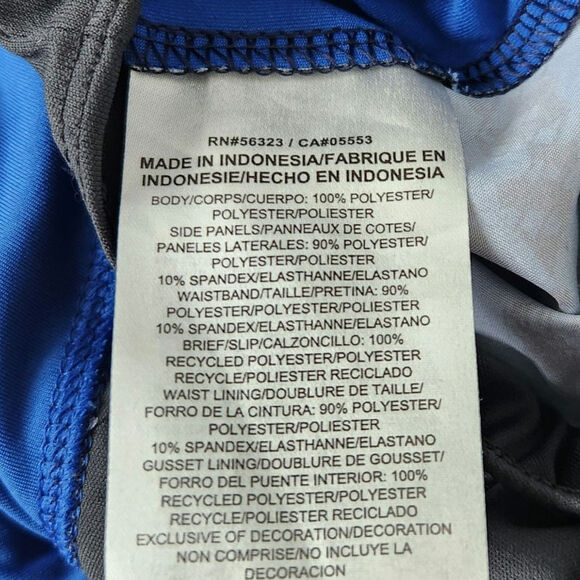 RN#56323 / CA#05553
MADE IN INDONESIA/FABRIQUE EN
INDONESIE/HECHO EN INDONESIA
BODY/CORPS/CUERPO: 100% POLYESTER/
POLYESTER/POLIESTER
SIDE PANELS/PANNEAUX DE COTES/
PANELES LATERALES: 90% POLYESTER/
POLYESTER/POLIESTER
10% SPANDEX/ELASTHANNE/ELASTANO
WAISTBAND/TAILLE/PRETINA: 90%
POLYESTER/POLYESTER/POLIESTER
10% SPANDEX/ELASTHANNE/ELASTANO
BRIEF/SLIP/CALZONCILLO: 100%
RECYCLED POLYESTER/POLYESTER
RECYCLE/POLIESTER RECICLADO
WAIST LINING/DOUBLURE DE TAILLE/
FORRO DE LA CINTURA: 90% POLYESTER/
POLYESTER/POLIESTER
10% SPANDEX/ELASTHANNE/ELASTANO
GUSSET LINING/DOUBLURE DE GOUSSET/
FORRO DEL PUENTE INTERIOR: 100%
RECYCLED POLYESTER/POLYESTER
RECYCLE/POLIESTER RECICLADO
EXCLUSIVE OF DECORATION/DECORATION
NON COMPRISE/NO INCLUYE LA
DECORACION